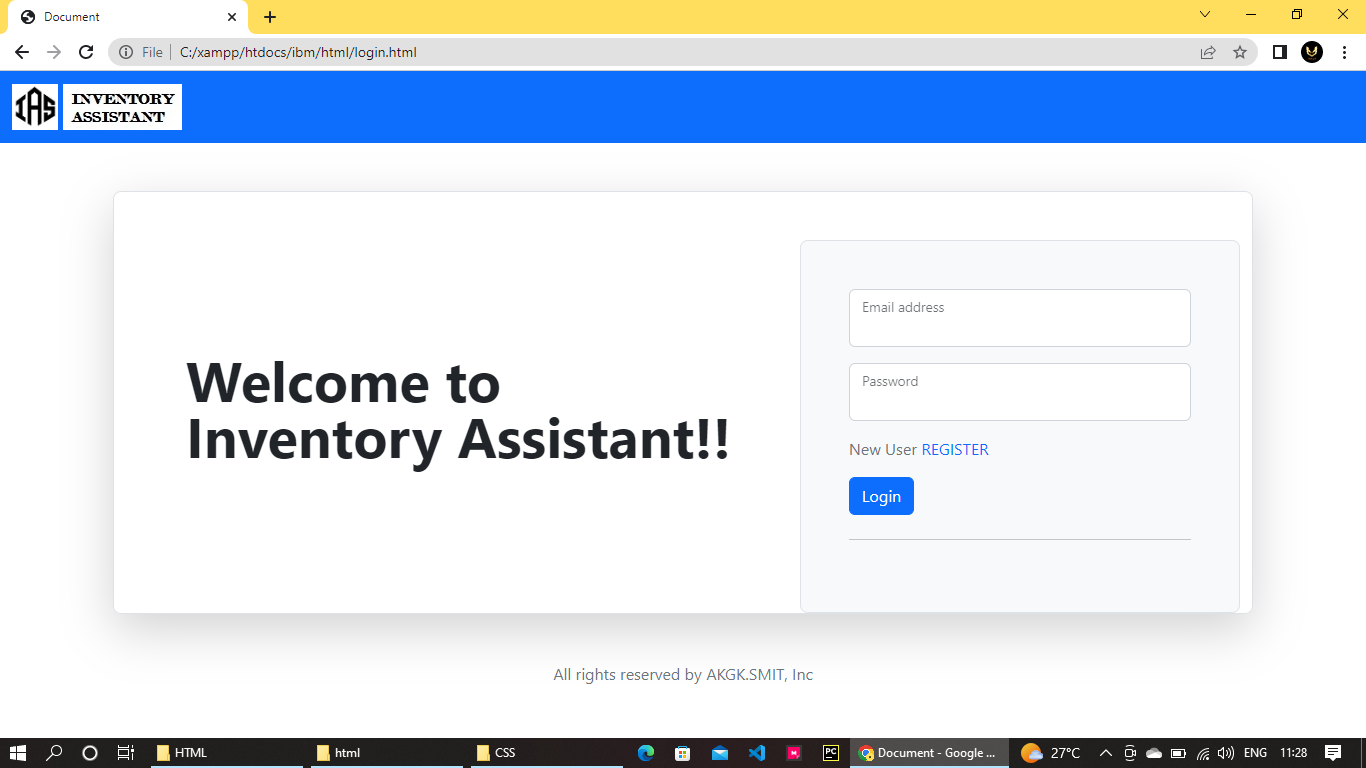 Document
File
C:/xampp/htdocs/ibm/html/login.html
IAS
INVENTORY
ASSISTANT
Welcome to
Inventory Assistant!!
Email address
Password
New User REGISTER
Login
All rights reserved by AKGK.SMIT, Inc
HTML
html
CSS
PC
Document - Google ...
27°C
ENG
11:28